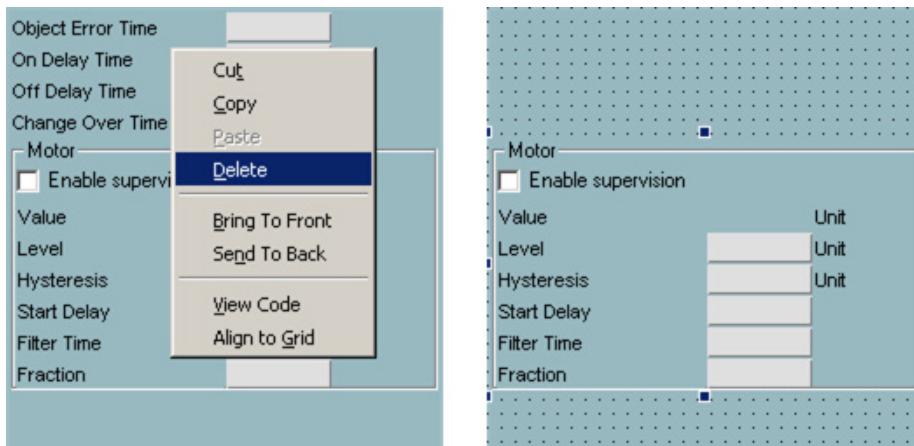 Object Error Time
On Delay Time
Off Delay Time
Change Over Time
Motor
Enable supervi
Value
Level
Hysteresis
Start Delay
Filter Time
Fraction
Cut
Copy
Paste
Delete
Bring To Front
Send To Back
View Code
Align to Grid
Motor
Enable supervision
Value Unit
Level Unit
Hysteresis Unit
Start Delay
Filter Time
Fraction